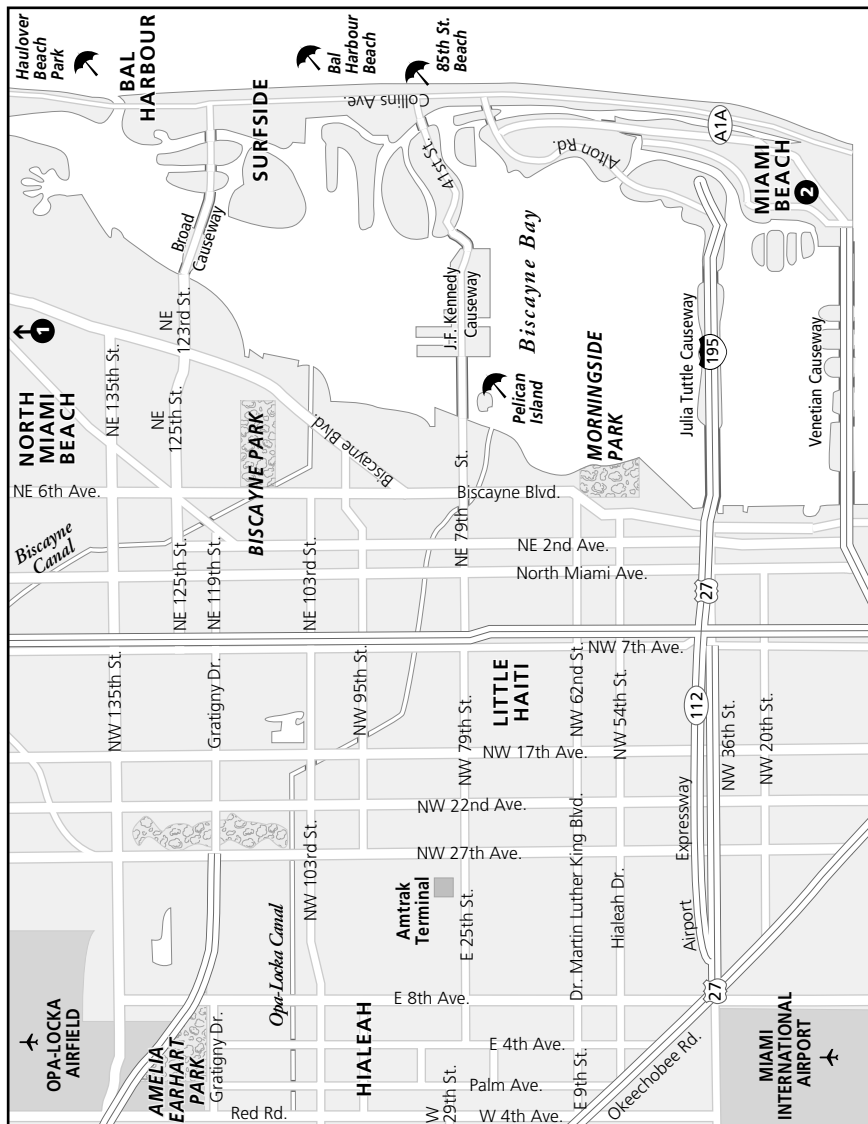 Haulover
Beach
Park
BAL
HARBOUR
Bal
Harbour
Beach
85th St.
Beach
SURFSIDE
Collins Ave.
41st St.
Alton Rd.
A1A
MIAMI
BEACH
2
Broad
Causeway
J.F. Kennedy
Causeway
Biscayne Bay
Julia Tuttle Causeway
195
Venetian Causeway
1
NORTH
MIAMI
BEACH
NE 135th St.
NE
123rd St.
NE
125th St.
BISCAYNE PARK
Biscayne Blvd.
Pelican
Island
MORNINGSIDE
PARK
NE 6th Ave.
Biscayne Blvd.
Biscayne
Canal
NE 125th St.
NE 119th St.
NE 103rd St.
NE 79th St.
NE 2nd Ave.
North Miami Ave.
27
NW 7th Ave.
NW 135th St.
Gratigny Dr.
NW 95th St.
NW 79th St.
LITTLE
HAITI
NW 62nd St.
NW 54th St.
112
NW 36th St.
NW 20th St.
NW 17th Ave.
NW 22nd Ave.
NW 27th Ave.
NW 103rd St.
Amtrak
Terminal
E 25th St.
Dr. Martin Luther King Blvd.
Hialeah Dr.
Airport Expressway
Opa-Locka Canal
E 8th Ave.
27
OPA-LOCKA
AIRFIELD
AMELIA
EARHART
PARK
Gratigny Dr.
HIALEAH
E 4th Ave.
Palm Ave.
Red Rd.
W
29th St.
W 4th Ave.
E 9th St.
Okeechobee Rd.
MIAMI
INTERNATIONAL
AIRPORT